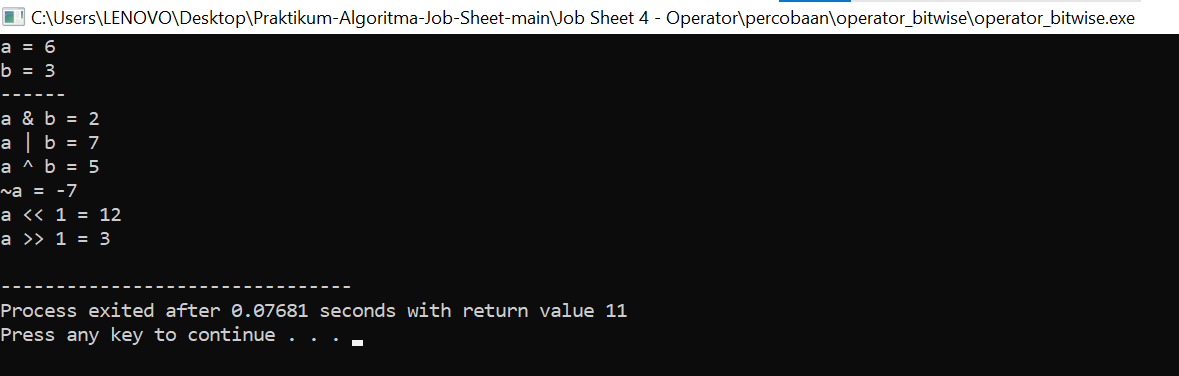 C:\Users\LENOVO\Desktop\Praktikum-Algoritma-Job-Sheet-main\Job Sheet 4 - Operator\percobaan\operator_bitwise\operator_bitwise.exe
a = 6
b = 3
------
a & b = 2
a | b = 7
a ^ b = 5
~a = -7
a << 1 = 12
a >> 1 = 3
--------------------------------
Process exited after 0.07681 seconds with return value 11
Press any key to continue . . .